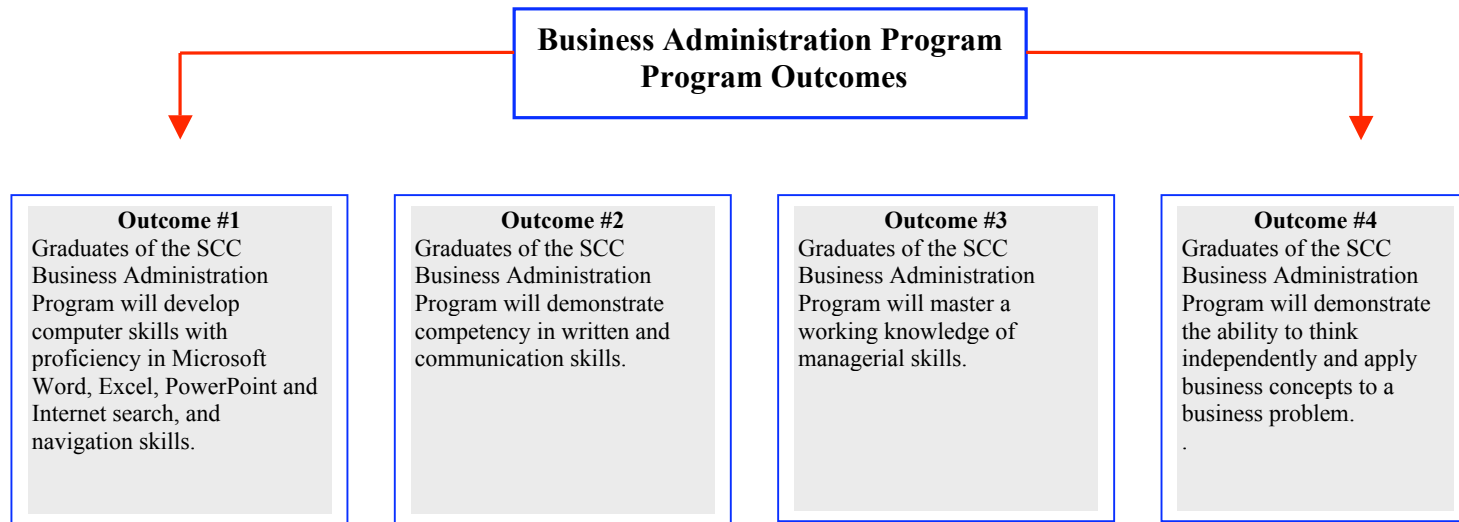 Business Administration Program
Program Outcomes
Outcome #1
Graduates of the SCC
Business Administration
Program will develop
computer skills with
proficiency in Microsoft
Word, Excel, PowerPoint and
Internet search, and
navigation skills.
Outcome #2
Graduates of the SCC
Business Administration
Program will demonstrate
competency in written and
communication skills.
Outcome #3
Graduates of the SCC
Business Administration
Program will master a
working knowledge of
managerial skills.
Outcome #4
Graduates of the SCC
Business Administration
Program will demonstrate
the ability to think
independently and apply
business concepts to a
business problem.
.